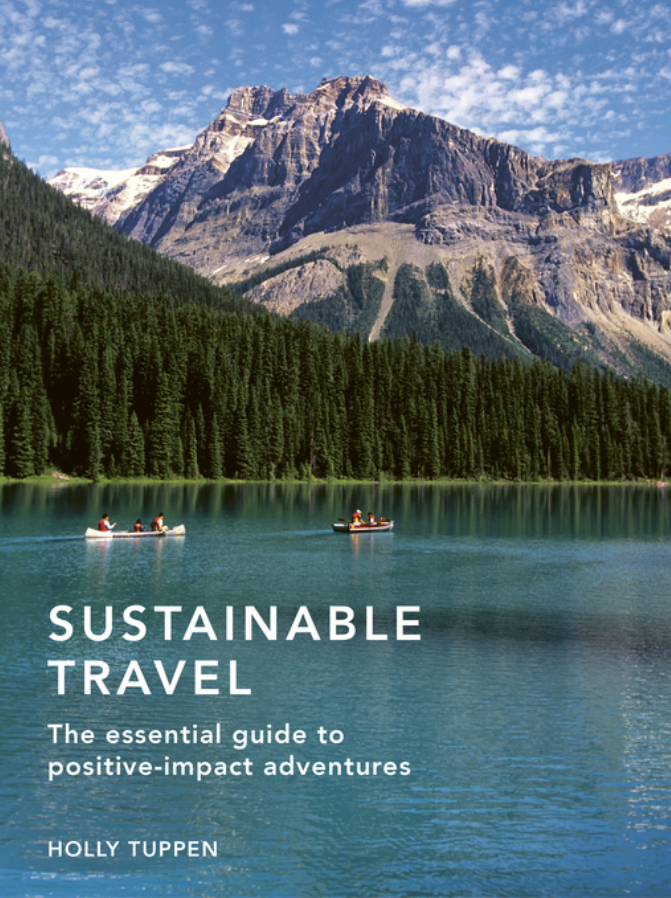 SUSTAINABLE
TRAVEL
The essential guide to
positive-impact adventures
HOLLY TUPPEN